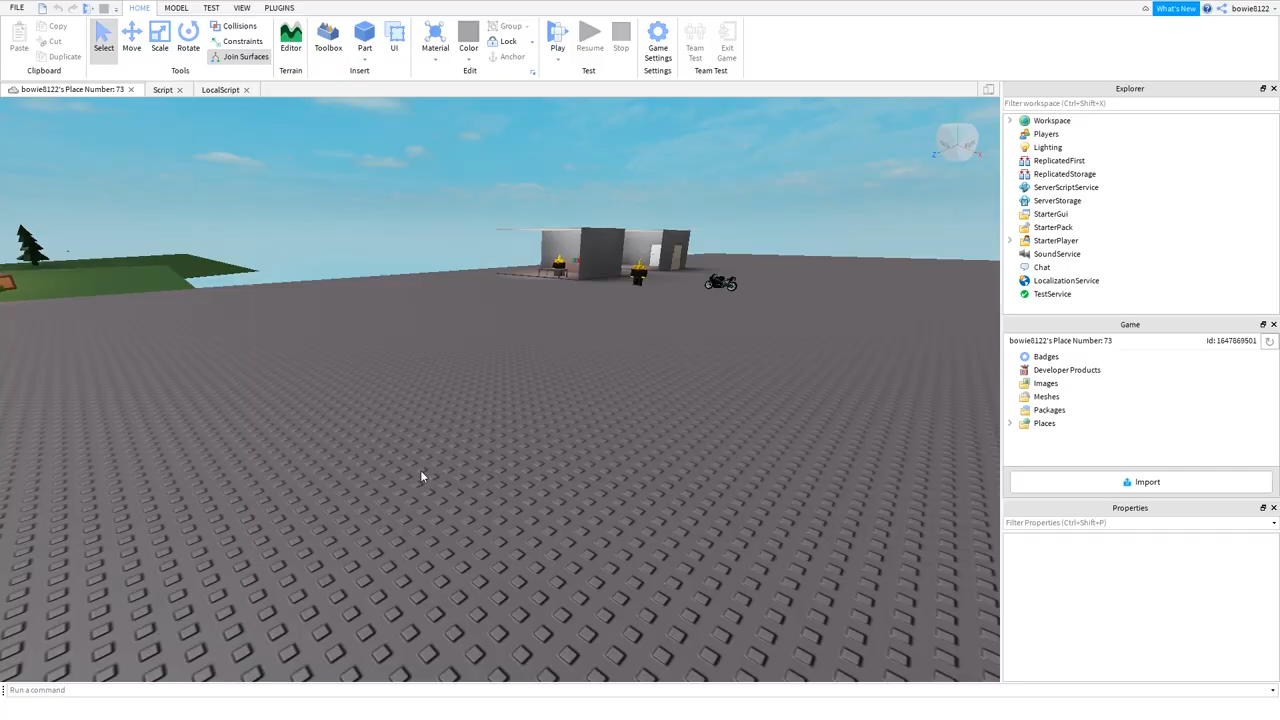 FILE HOME MODEL TEST VIEW PLUGINS What's New bowie8122
Paste Copy Cut Duplicate Clipboard
Select Move Scale Rotate Collisions Constraints Join Surfaces Tools
Editor Terrain
Toolbox Part UI Insert
Material Color Group Lock Anchor Edit
Play Resume Stop Test
Game Settings Settings
Team Test Exit Game Team Test
bowie8122's Place Number: 73 Script LocalScript
Explorer
Filter workspace (Ctrl+Shift+X)
Workspace
Players
Lighting
ReplicatedFirst
ReplicatedStorage
ServerScriptService
ServerStorage
StarterGui
StarterPack
StarterPlayer
SoundService
Chat
LocalizationService
TestService
Game
bowie8122's Place Number: 73 Id: 1647869501
Badges
Developer Products
Images
Meshes
Packages
Places
Import
Properties
Filter Properties (Ctrl+Shift+P)
Z X
Run a command